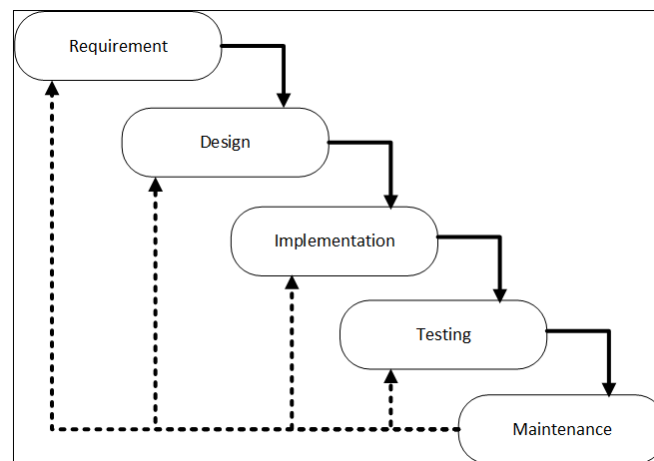 Requirement
Design
Implementation
Testing
Maintenance